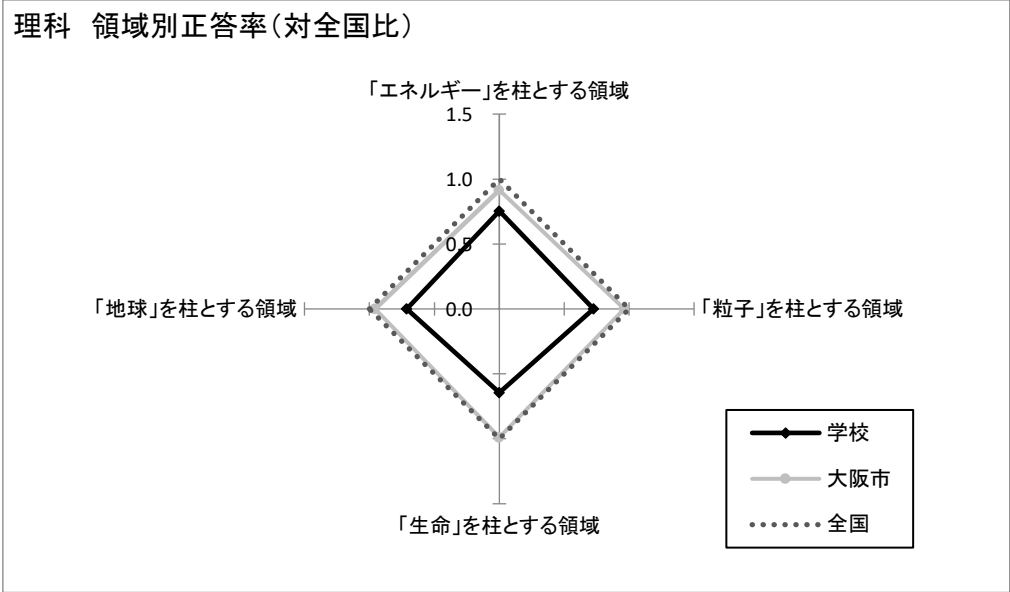 理科　領域別正答率（対全国比）
「エネルギー」を柱とする領域
1.5
1.0
0.5
0.0
「地球」を柱とする領域
「粒子」を柱とする領域
「生命」を柱とする領域
学校
大阪市
全国